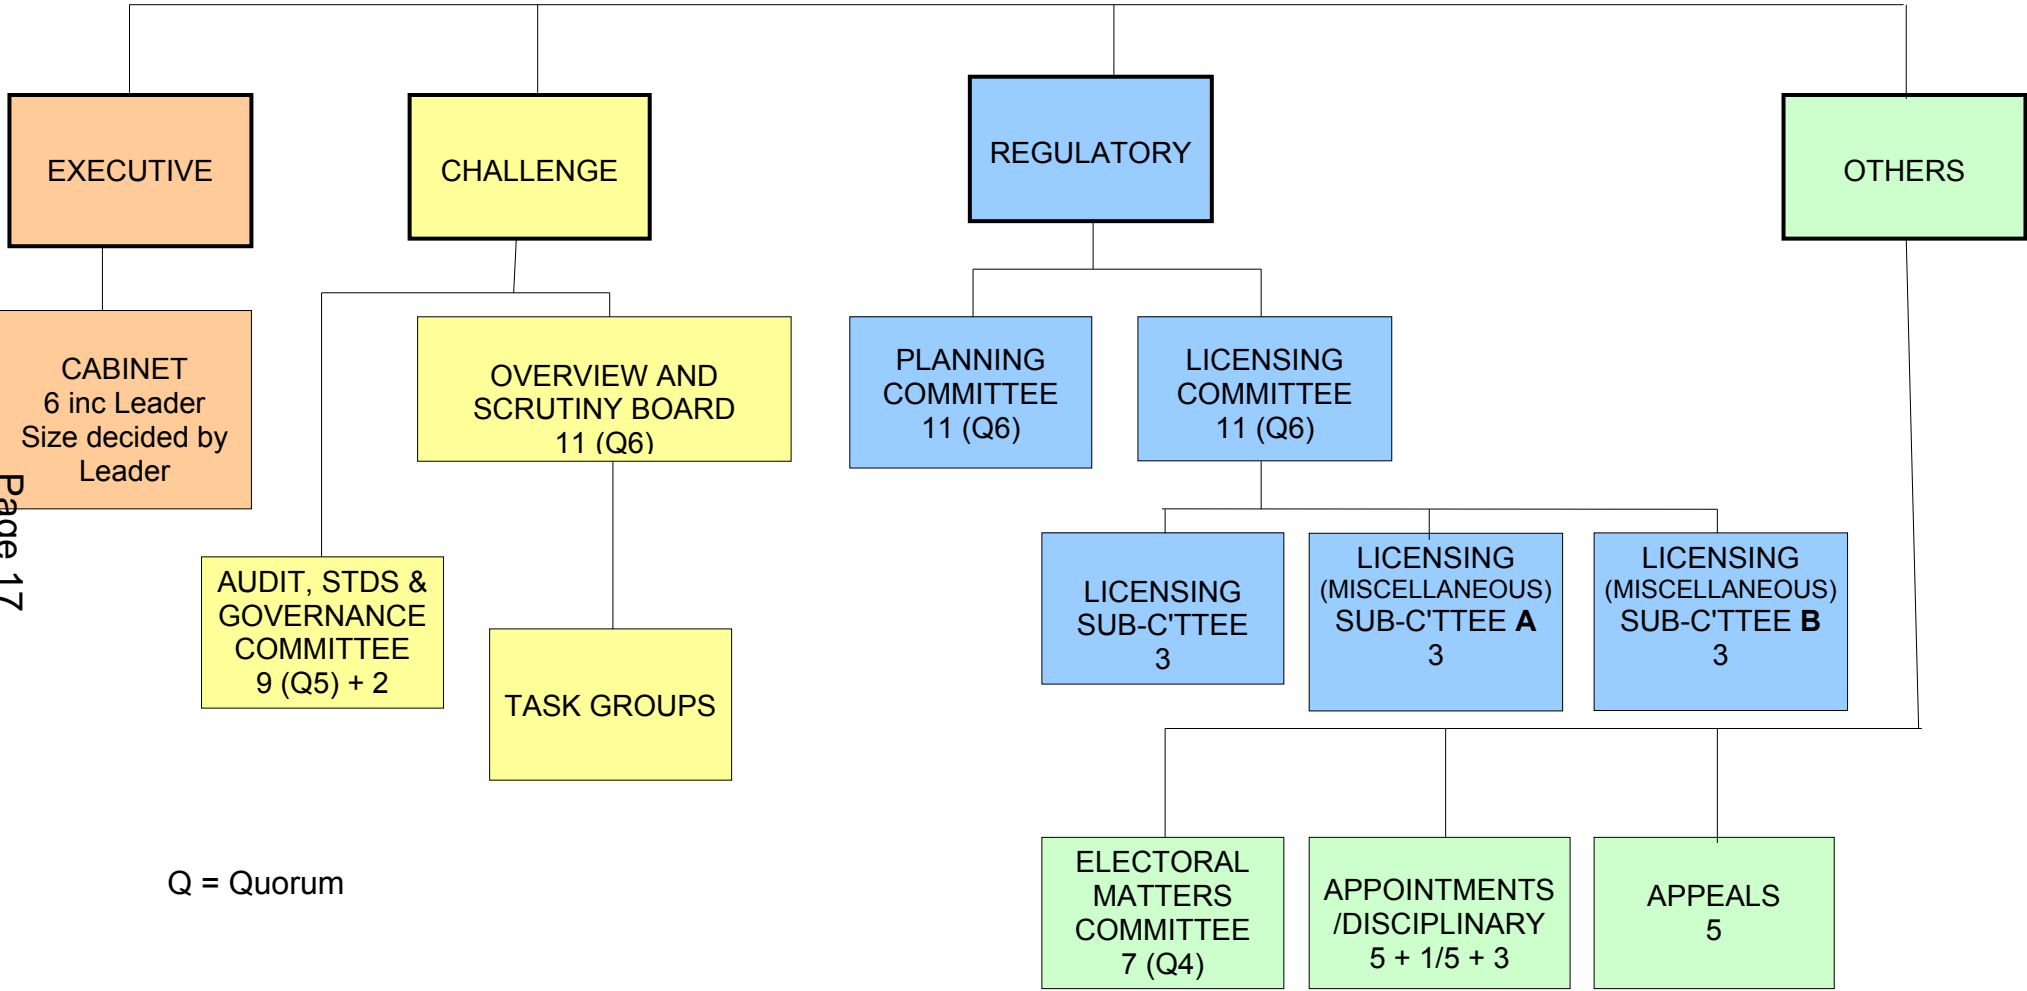 EXECUTIVE
CHALLENGE
REGULATORY
OTHERS
CABINET
6 inc Leader
Size decided by
Leader
OVERVIEW AND
SCRUTINY BOARD
11 (Q6)
PLANNING
COMMITTEE
11 (Q6)
LICENSING
COMMITTEE
11 (Q6)
Page 17
AUDIT, STDS &
GOVERNANCE
COMMITTEE
9 (Q5) + 2
TASK GROUPS
LICENSING
SUB-C'TTEE
3
LICENSING
(MISCELLANEOUS)
SUB-C'TTEE A
3
LICENSING
(MISCELLANEOUS)
SUB-C'TTEE B
3
Q = Quorum
ELECTORAL
MATTERS
COMMITTEE
7 (Q4)
APPOINTMENTS
/DISCIPLINARY
5 + 1/5 + 3
APPEALS
5